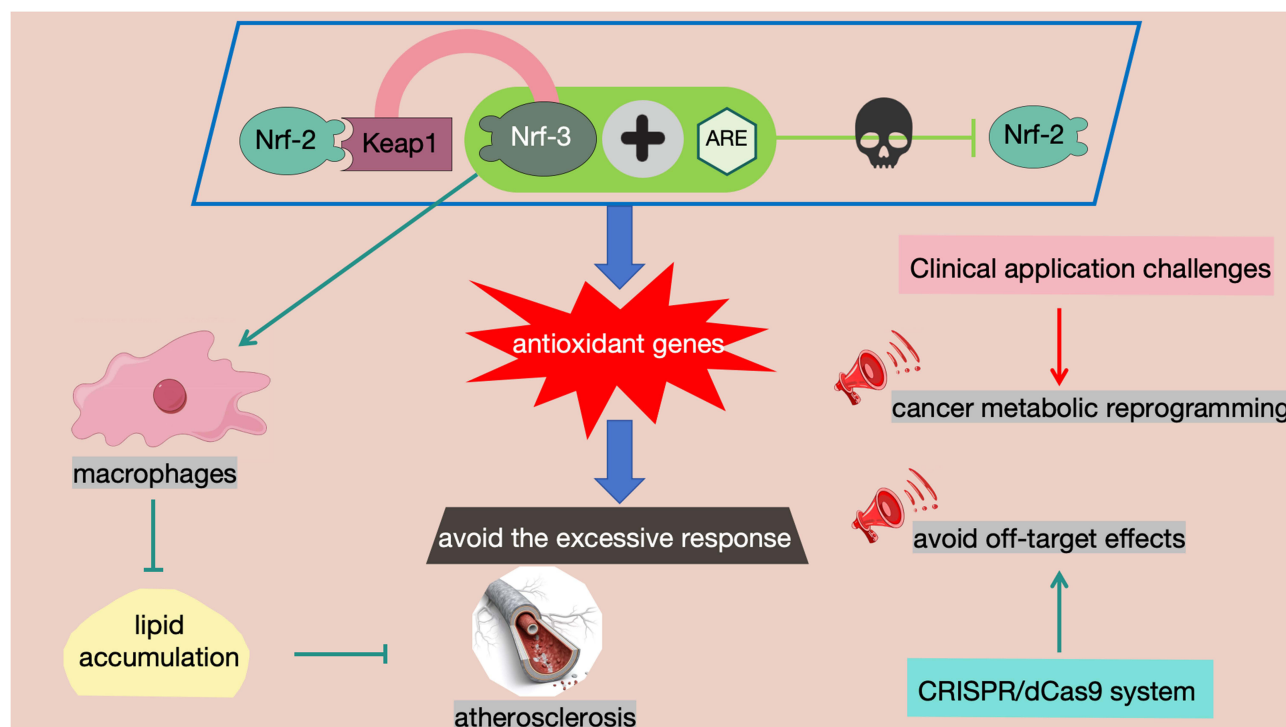 Nrf-2
Keap1
Nrf-3
ARE
Nrf-2
Clinical application challenges
antioxidant genes
cancer metabolic reprogramming
macrophages
avoid the excessive response
avoid off-target effects
lipid
accumulation
CRISPR/dCas9 system
atherosclerosis